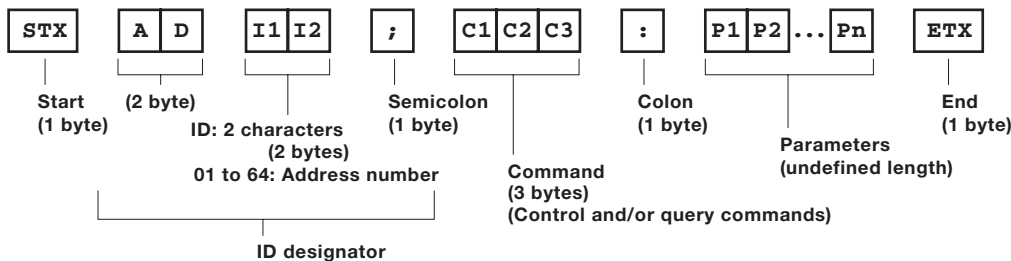 STX A D I1 I2 ; C1 C2 C3 : P1 P2 ... Pn ETX
Start
(1 byte)
(2 byte)
ID: 2 characters
(2 bytes)
01 to 64: Address number
ID designator
Semicolon
(1 byte)
Command
(3 bytes)
(Control and/or query commands)
Colon
(1 byte)
Parameters
(undefined length)
End
(1 byte)